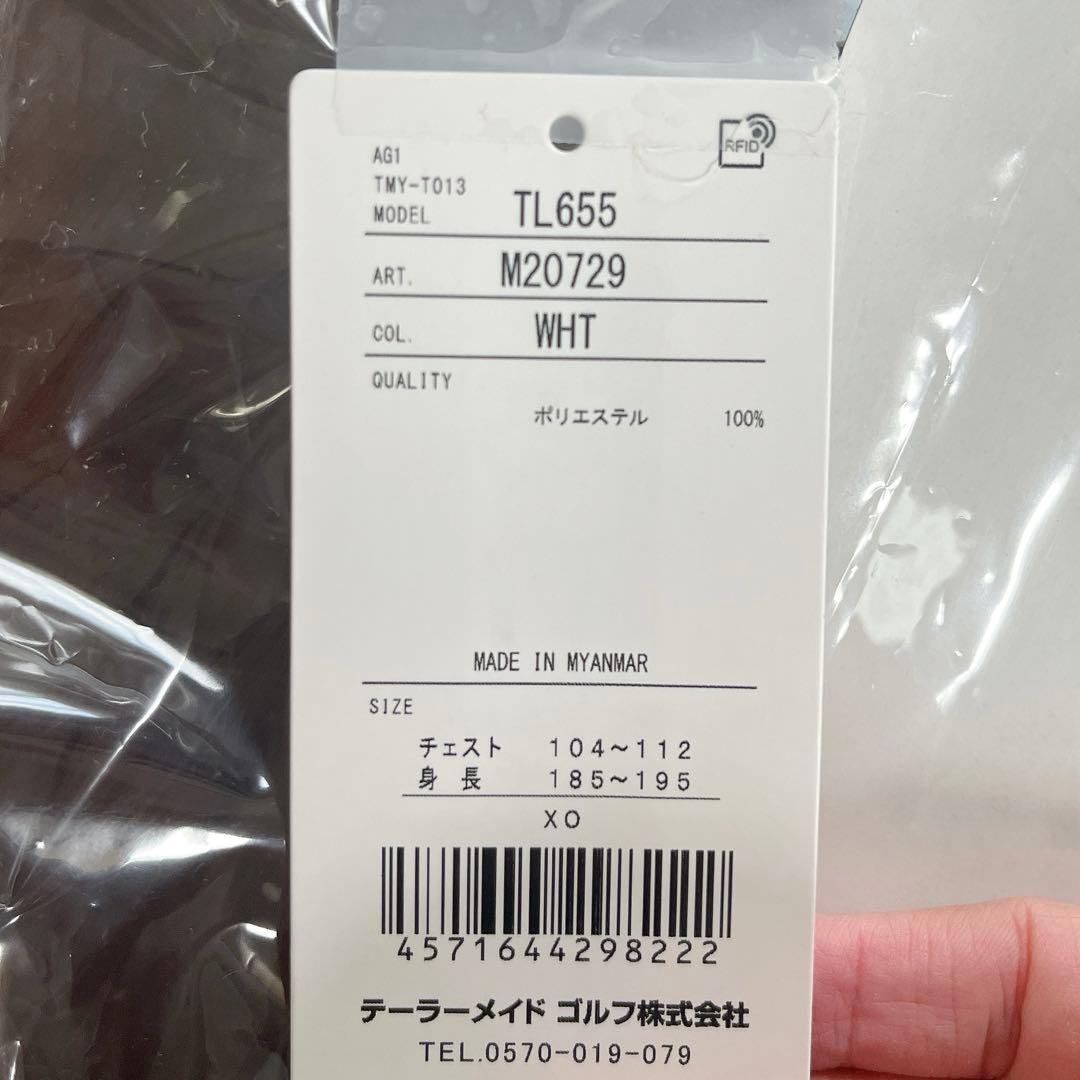 RFID
AG1
TMY-T013
MODEL TL655
ART. M20729
COL. WHT
QUALITY
ポリエステル 100%
MADE IN MYANMAR
SIZE
チェスト 104～112
身長 185～195
XO
4571644298222
テーラーメイド ゴルフ株式会社
TEL.0570-019-079